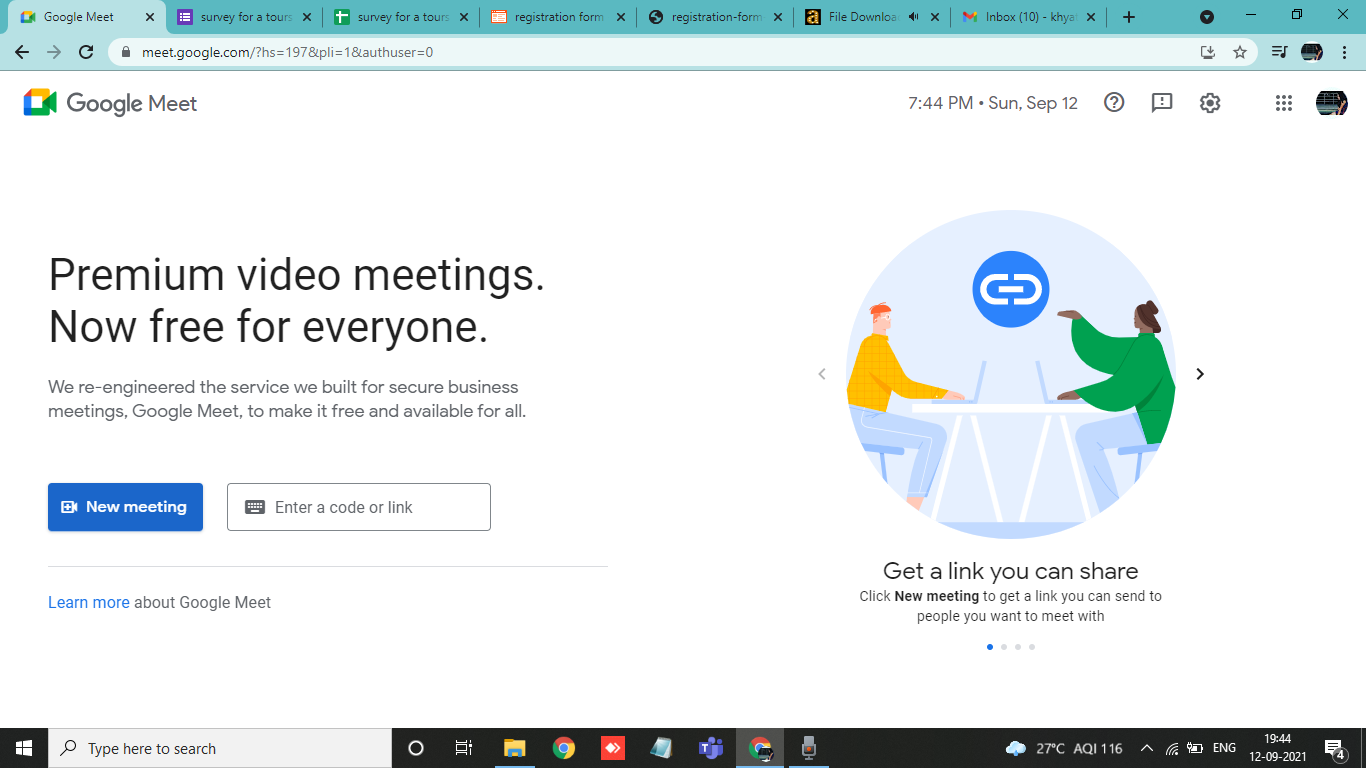 Google Meet
survey for a tours
survey for a tours
registration form
registration-form
File Downloa
Inbox (10) - khya
meet.google.com/?hs=197&pli=1&authuser=0
Google Meet
7:44 PM • Sun, Sep 12
Premium video meetings.
Now free for everyone.
We re-engineered the service we built for secure business
meetings, Google Meet, to make it free and available for all.
New meeting
Enter a code or link
Learn more about Google Meet
Get a link you can share
Click New meeting to get a link you can send to
people you want to meet with
Type here to search
27°C AQI 116
ENG
19:44
12-09-2021
4